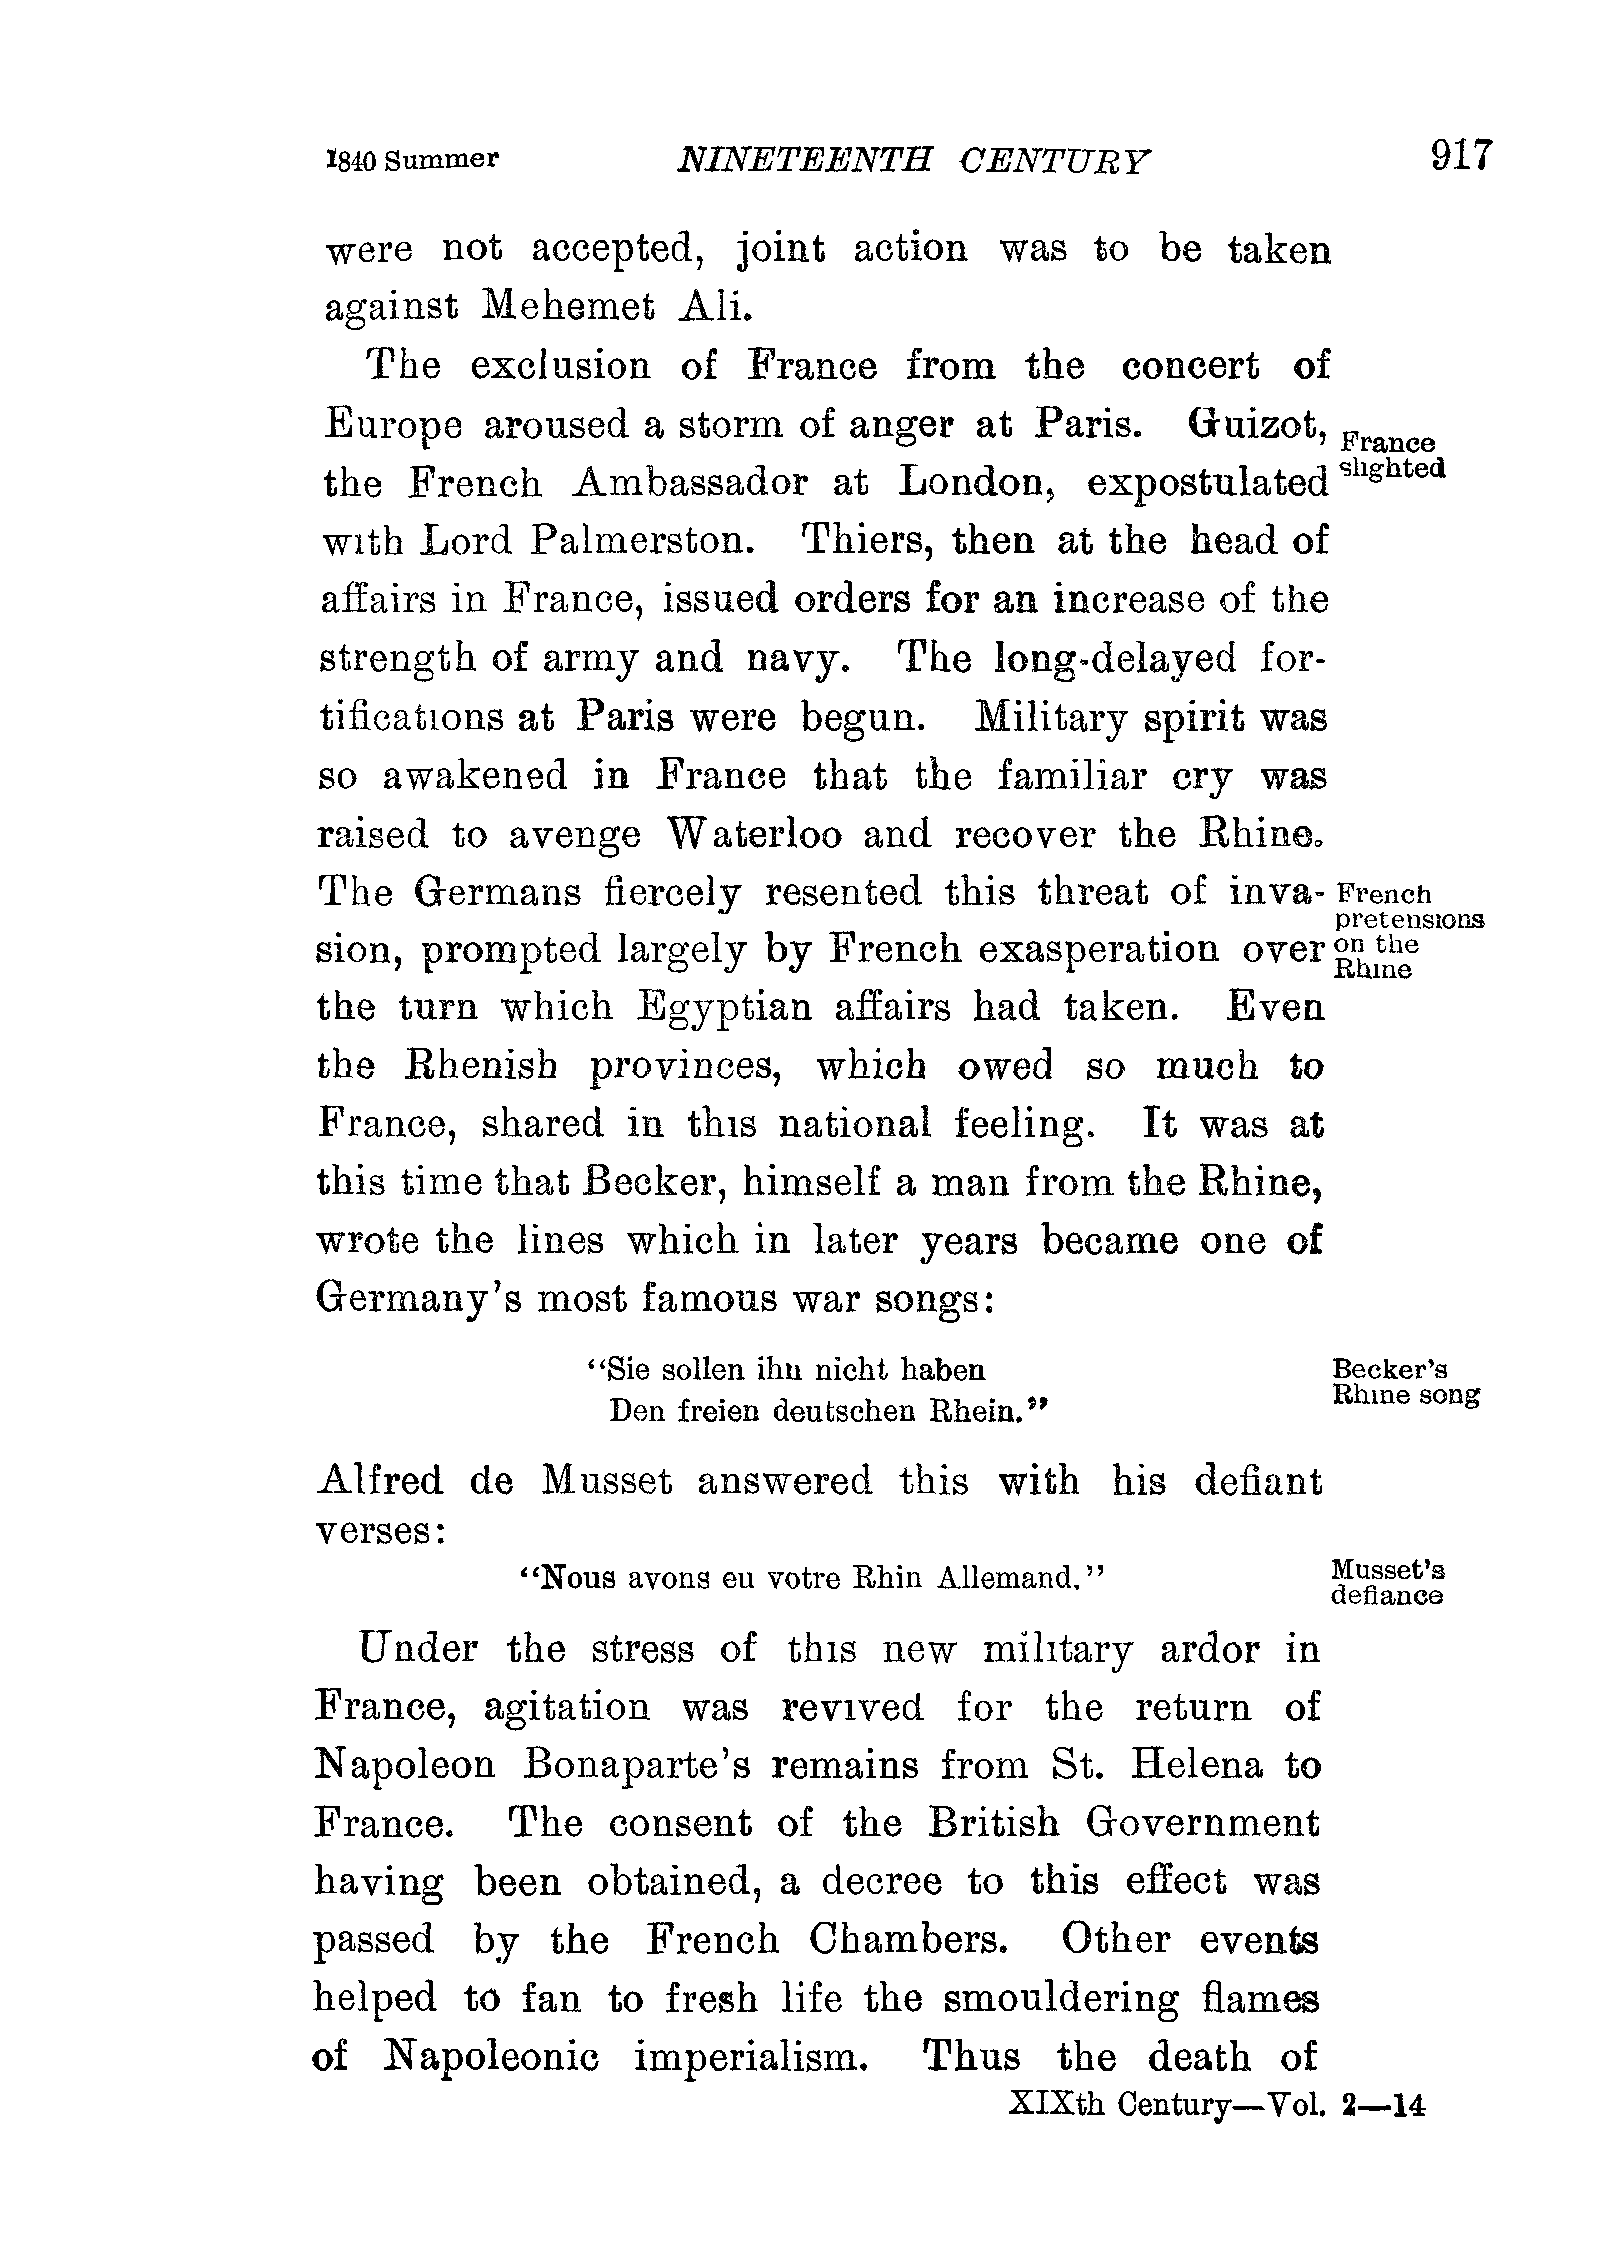 1840 Summer NINETEENTH CENTURY 917
were not accepted, joint action was to be taken
against Mehemet Ali.
The exclusion of France from the concert of
Europe aroused a storm of anger at Paris. Guizot,
France
slighted
the French Ambassador at London, expostulated
with Lord Palmerston. Thiers, then at the head of
affairs in France, issued orders for an increase of the
strength of army and navy. The long-delayed for-
tifications at Paris were begun. Military spirit was
so awakened in France that the familiar cry was
raised to avenge Waterloo and recover the Rhine.
The Germans fiercely resented this threat of inva-
French
pretensions
on the
Rhine
sion, prompted largely by French exasperation over
the turn which Egyptian affairs had taken. Even
the Rhenish provinces, which owed so much to
France, shared in this national feeling. It was at
this time that Becker, himself a man from the Rhine,
wrote the lines which in later years became one of
Germany's most famous war songs:
"Sie sollen ihn nicht haben
Den freien deutschen Rhein."
Becker's
Rhine song
Alfred de Musset answered this with his defiant
verses:
"Nous avons eu votre Rhin Allemand."
Musset's
defiance
Under the stress of this new military ardor in
France, agitation was revived for the return of
Napoleon Bonaparte's remains from St. Helena to
France. The consent of the British Government
having been obtained, a decree to this effect was
passed by the French Chambers. Other events
helped to fan to fresh life the smouldering flames
of Napoleonic imperialism. Thus the death of
XIXth Century—Vol. 2—14